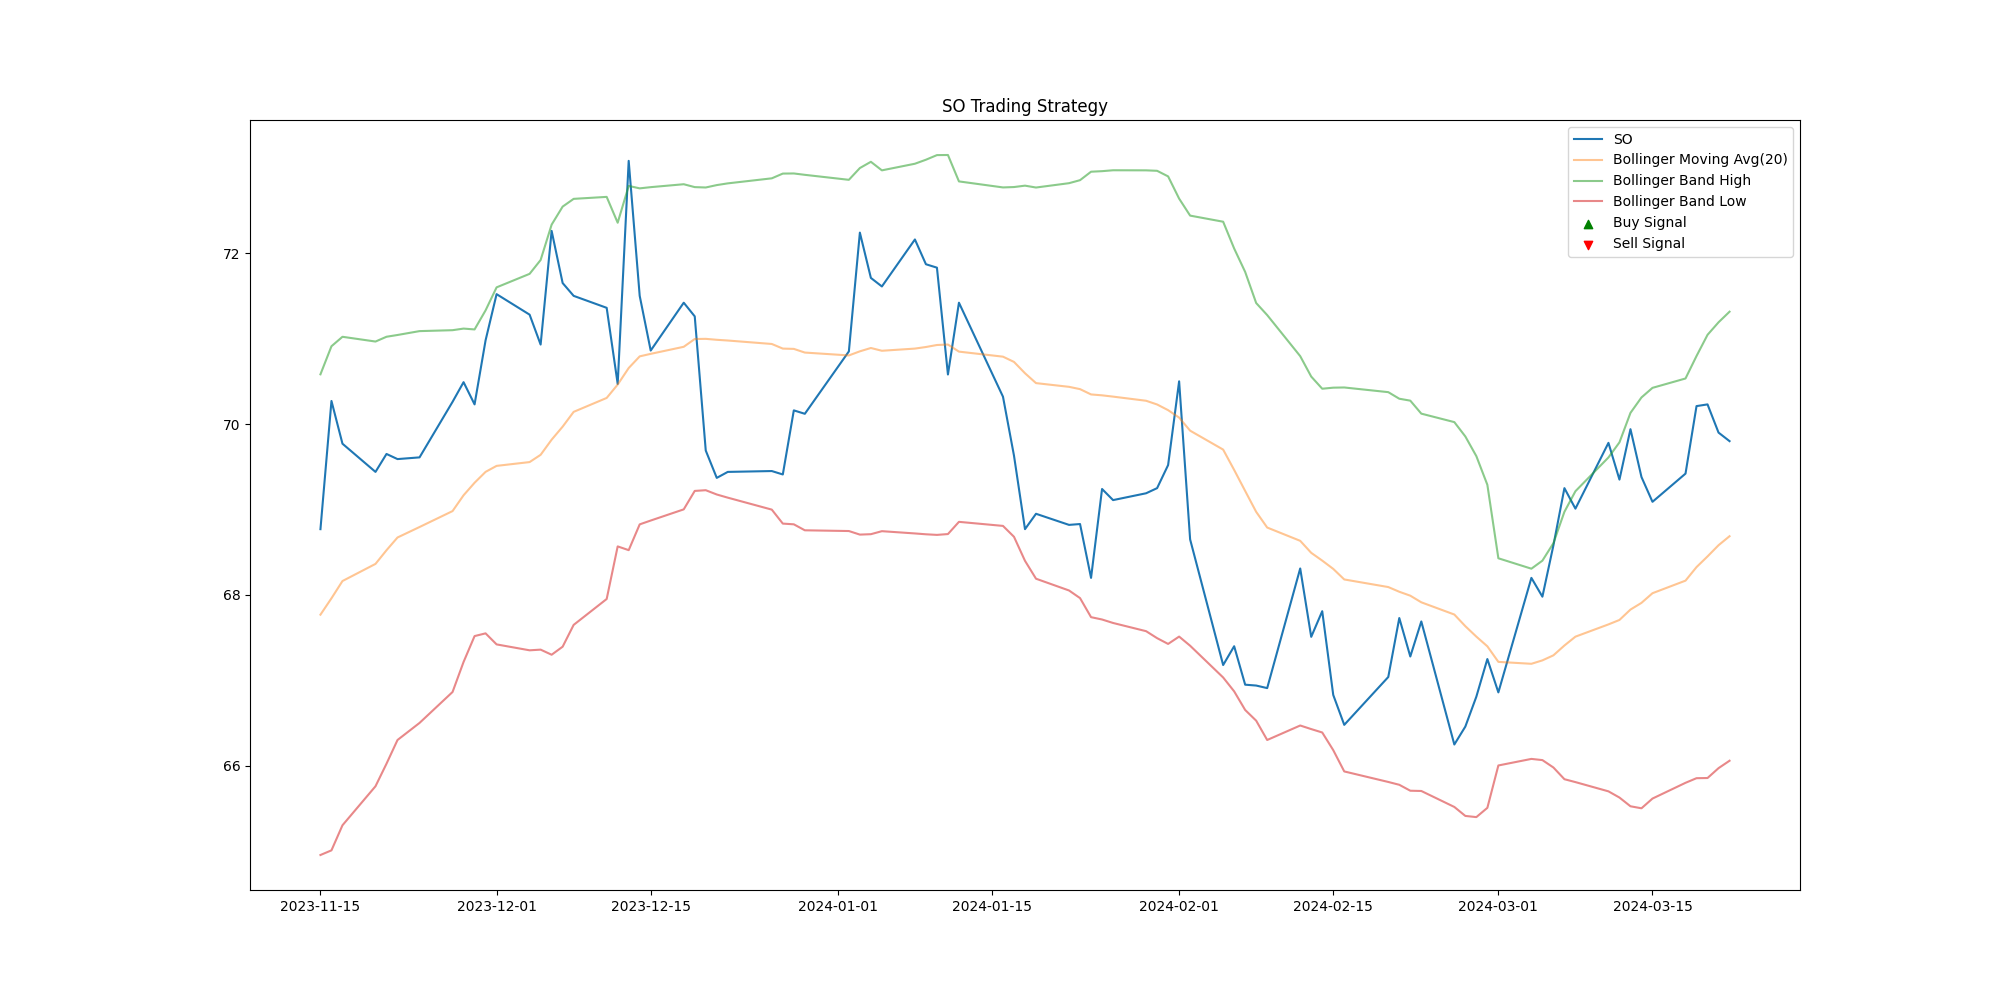 SO Trading Strategy
SO
Bollinger Moving Avg(20)
Bollinger Band High
Bollinger Band Low
Buy Signal
Sell Signal
72
70
68
66
2023-11-15
2023-12-01
2023-12-15
2024-01-01
2024-01-15
2024-02-01
2024-02-15
2024-03-01
2024-03-15